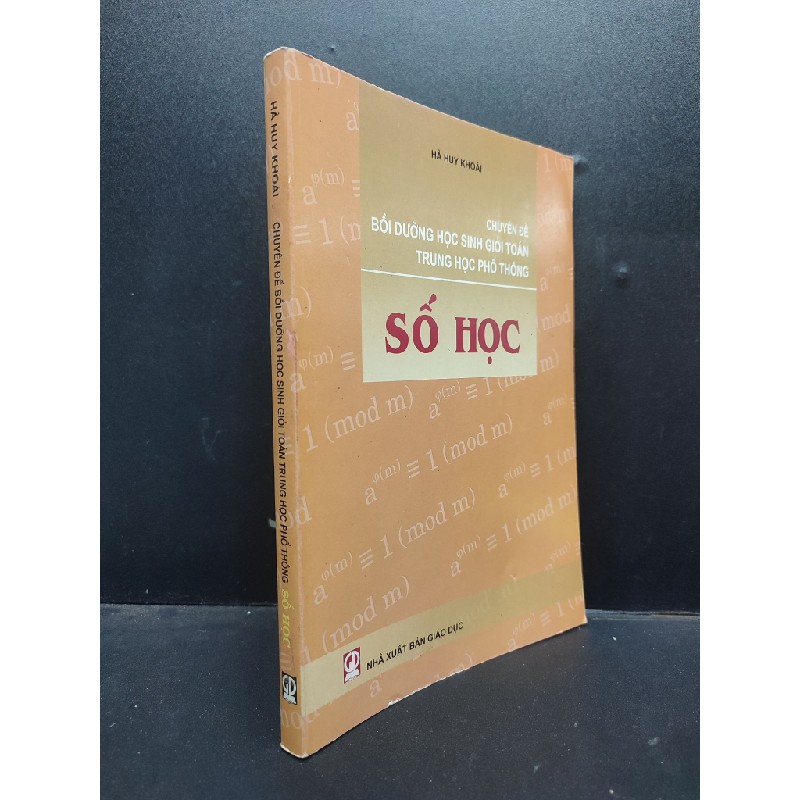 HÀ HUY KHOÁI
CHUYÊN ĐỀ
BỒI DƯỠNG HỌC SINH GIỎI TOÁN
TRUNG HỌC PHỔ THÔNG
SỐ HỌC
a^φ(m) ≡ 1 (mod m)
NHÀ XUẤT BẢN GIÁO DỤC
HÀ HUY KHOÁI CHUYÊN ĐỀ BỒI DƯỠNG HỌC SINH GIỎI TOÁN TRUNG HỌC PHỔ THÔNG SỐ HỌC